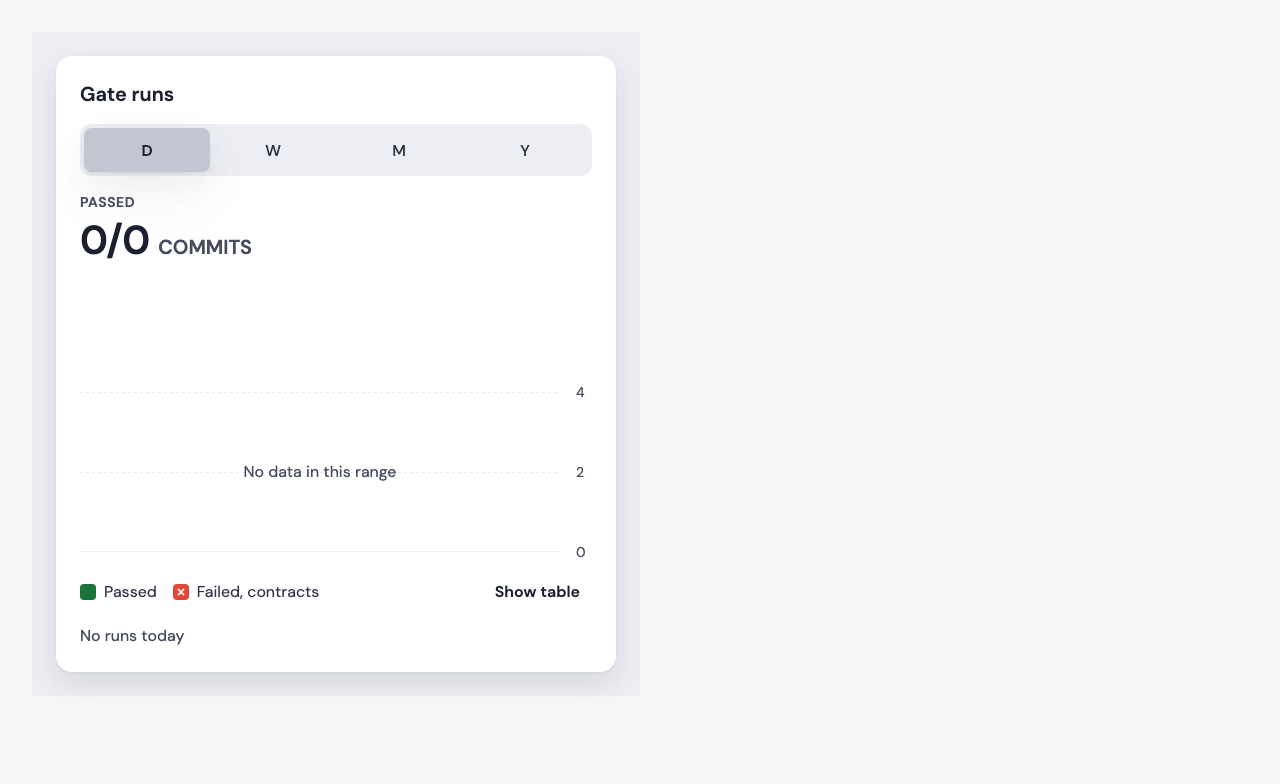 Gate runs
D W M Y
PASSED
0/0 COMMITS
4
No data in this range 2
0
Passed Failed, contracts Show table
No runs today